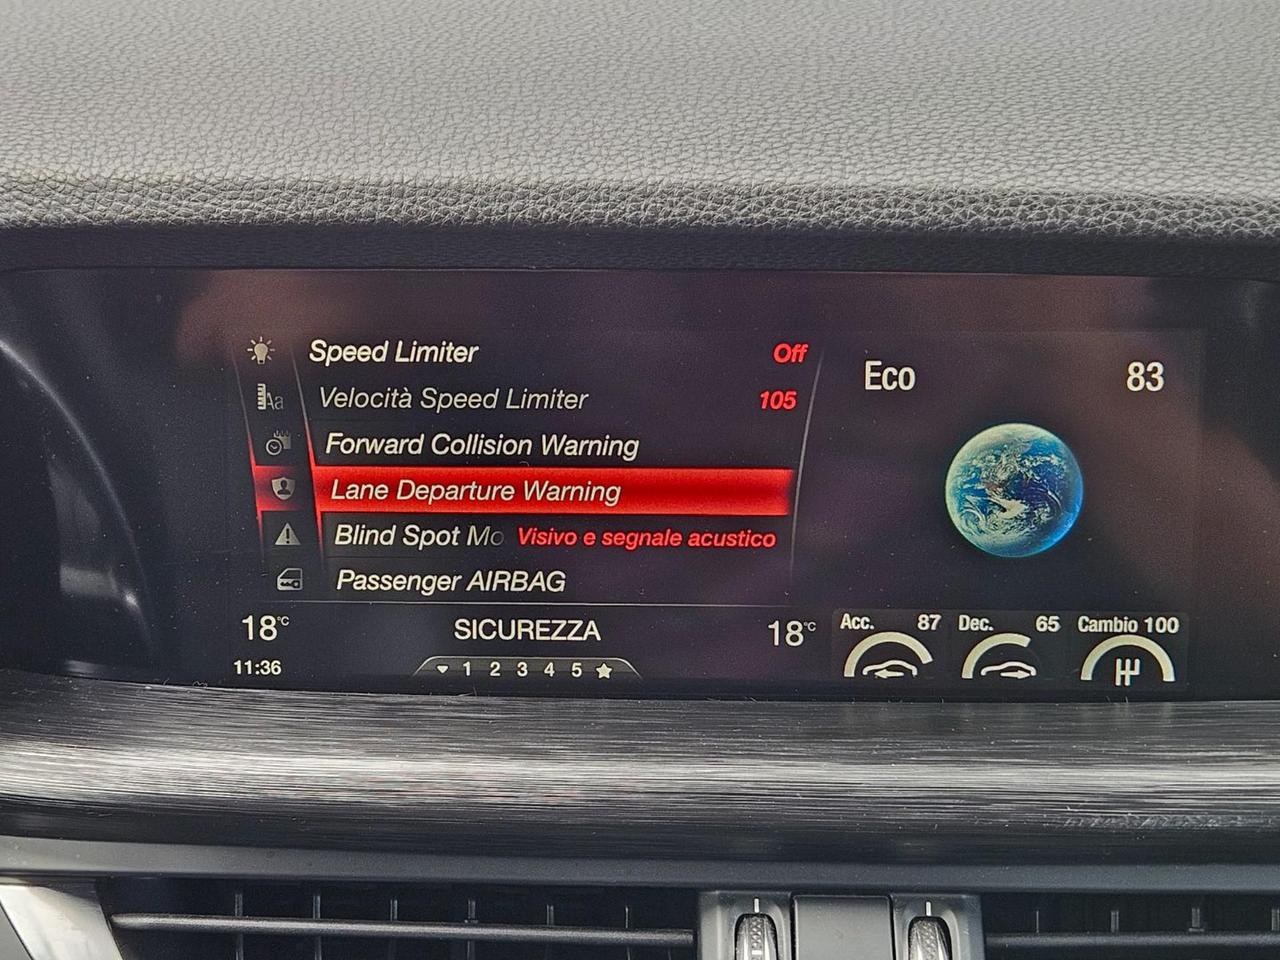 Speed Limiter Off
Velocità Speed Limiter 105
Forward Collision Warning
Lane Departure Warning
Blind Spot Mo Visivo e segnale acustico
Passenger AIRBAG
Aa
18°C SICUREZZA 18°C
11:36 1 2 3 4 5
Eco 83
Acc. 87 Dec. 65 Cambio 100